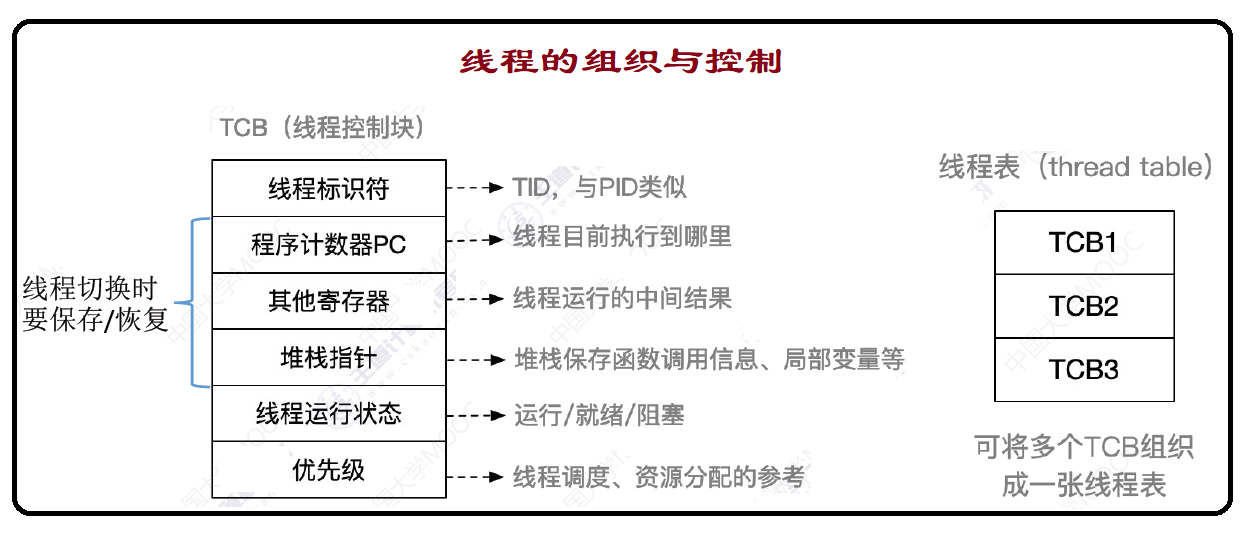 线程的组织与控制
TCB（线程控制块）
线程标识符
TID，与PID类似
程序计数器PC
线程目前执行到哪里
其他寄存器
线程运行的中间结果
堆栈指针
堆栈保存函数调用信息、局部变量等
线程运行状态
运行/就绪/阻塞
优先级
线程调度、资源分配的参考
线程切换时
要保存/恢复
线程表（thread table）
TCB1
TCB2
TCB3
可将多个TCB组织
成一张线程表